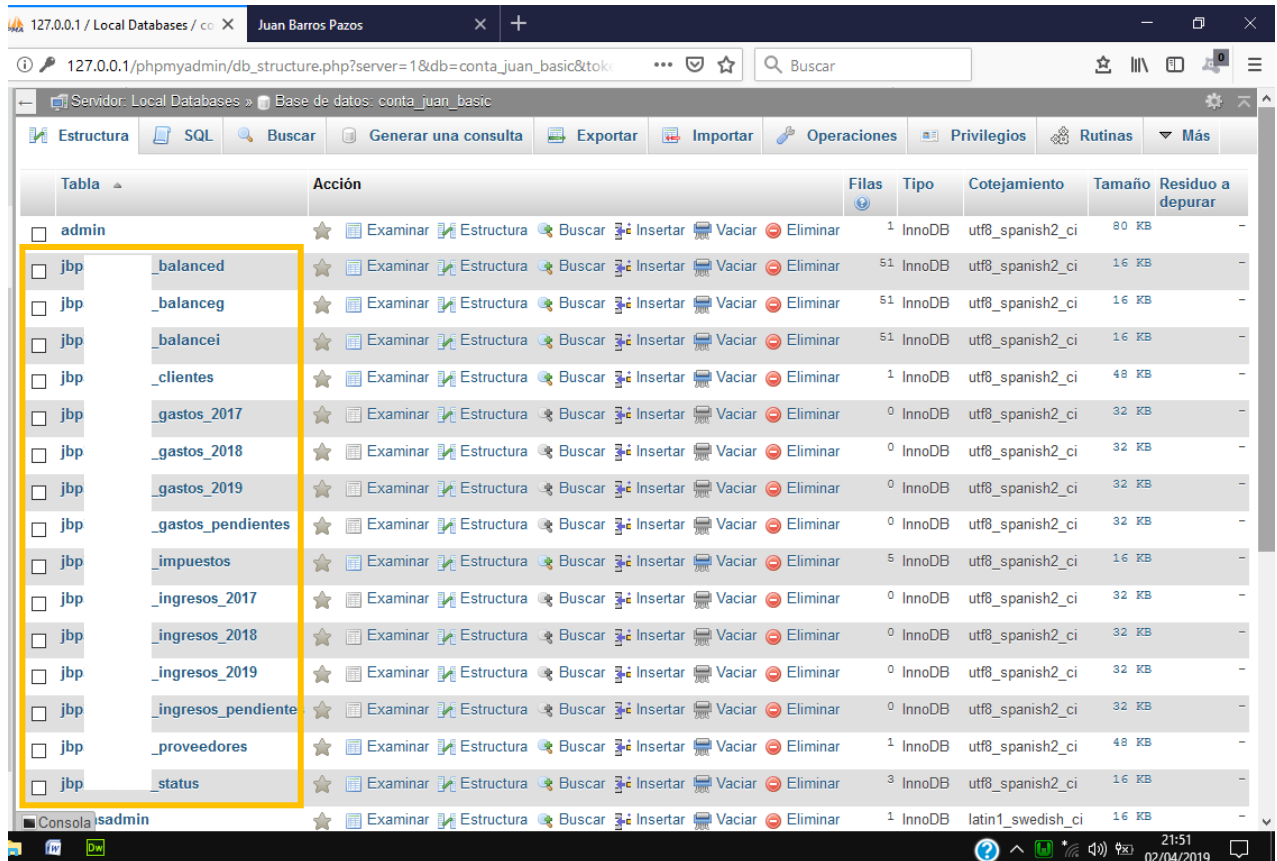 127.0.0.1 / Local Databases / co Juan Barros Pazos
127.0.0.1/phpmyadmin/db_structure.php?server=1&db=conta_juan_basic&tok Buscar 0
Servidor: Local Databases » Base de datos: conta_juan_basic
Estructura SQL Buscar Generar una consulta Exportar Importar Operaciones Privilegios Rutinas Más
Tabla Acción Filas Tipo Cotejamiento Tamaño Residuo a depurar
admin Examinar Estructura Buscar Insertar Vaciar Eliminar 1 InnoDB utf8_spanish2_ci 80 KB -
jbp _balanced Examinar Estructura Buscar Insertar Vaciar Eliminar 51 InnoDB utf8_spanish2_ci 16 KB -
jbp _balanceg Examinar Estructura Buscar Insertar Vaciar Eliminar 51 InnoDB utf8_spanish2_ci 16 KB -
jbp _balancei Examinar Estructura Buscar Insertar Vaciar Eliminar 51 InnoDB utf8_spanish2_ci 16 KB -
jbp _clientes Examinar Estructura Buscar Insertar Vaciar Eliminar 1 InnoDB utf8_spanish2_ci 48 KB -
jbp _gastos_2017 Examinar Estructura Buscar Insertar Vaciar Eliminar 0 InnoDB utf8_spanish2_ci 32 KB -
jbp _gastos_2018 Examinar Estructura Buscar Insertar Vaciar Eliminar 0 InnoDB utf8_spanish2_ci 32 KB -
jbp _gastos_2019 Examinar Estructura Buscar Insertar Vaciar Eliminar 0 InnoDB utf8_spanish2_ci 32 KB -
jbp _gastos_pendientes Examinar Estructura Buscar Insertar Vaciar Eliminar 0 InnoDB utf8_spanish2_ci 32 KB -
jbp _impuestos Examinar Estructura Buscar Insertar Vaciar Eliminar 5 InnoDB utf8_spanish2_ci 16 KB -
jbp _ingresos_2017 Examinar Estructura Buscar Insertar Vaciar Eliminar 0 InnoDB utf8_spanish2_ci 32 KB -
jbp _ingresos_2018 Examinar Estructura Buscar Insertar Vaciar Eliminar 0 InnoDB utf8_spanish2_ci 32 KB -
jbp _ingresos_2019 Examinar Estructura Buscar Insertar Vaciar Eliminar 0 InnoDB utf8_spanish2_ci 32 KB -
jbp _ingresos_pendiente Examinar Estructura Buscar Insertar Vaciar Eliminar 0 InnoDB utf8_spanish2_ci 32 KB -
jbp _proveedores Examinar Estructura Buscar Insertar Vaciar Eliminar 1 InnoDB utf8_spanish2_ci 48 KB -
jbp _status Examinar Estructura Buscar Insertar Vaciar Eliminar 3 InnoDB utf8_spanish2_ci 16 KB -
Consola sadmin Examinar Estructura Buscar Insertar Vaciar Eliminar 1 InnoDB latin1_swedish_ci 16 KB -
Dw 21:51
02/04/2019